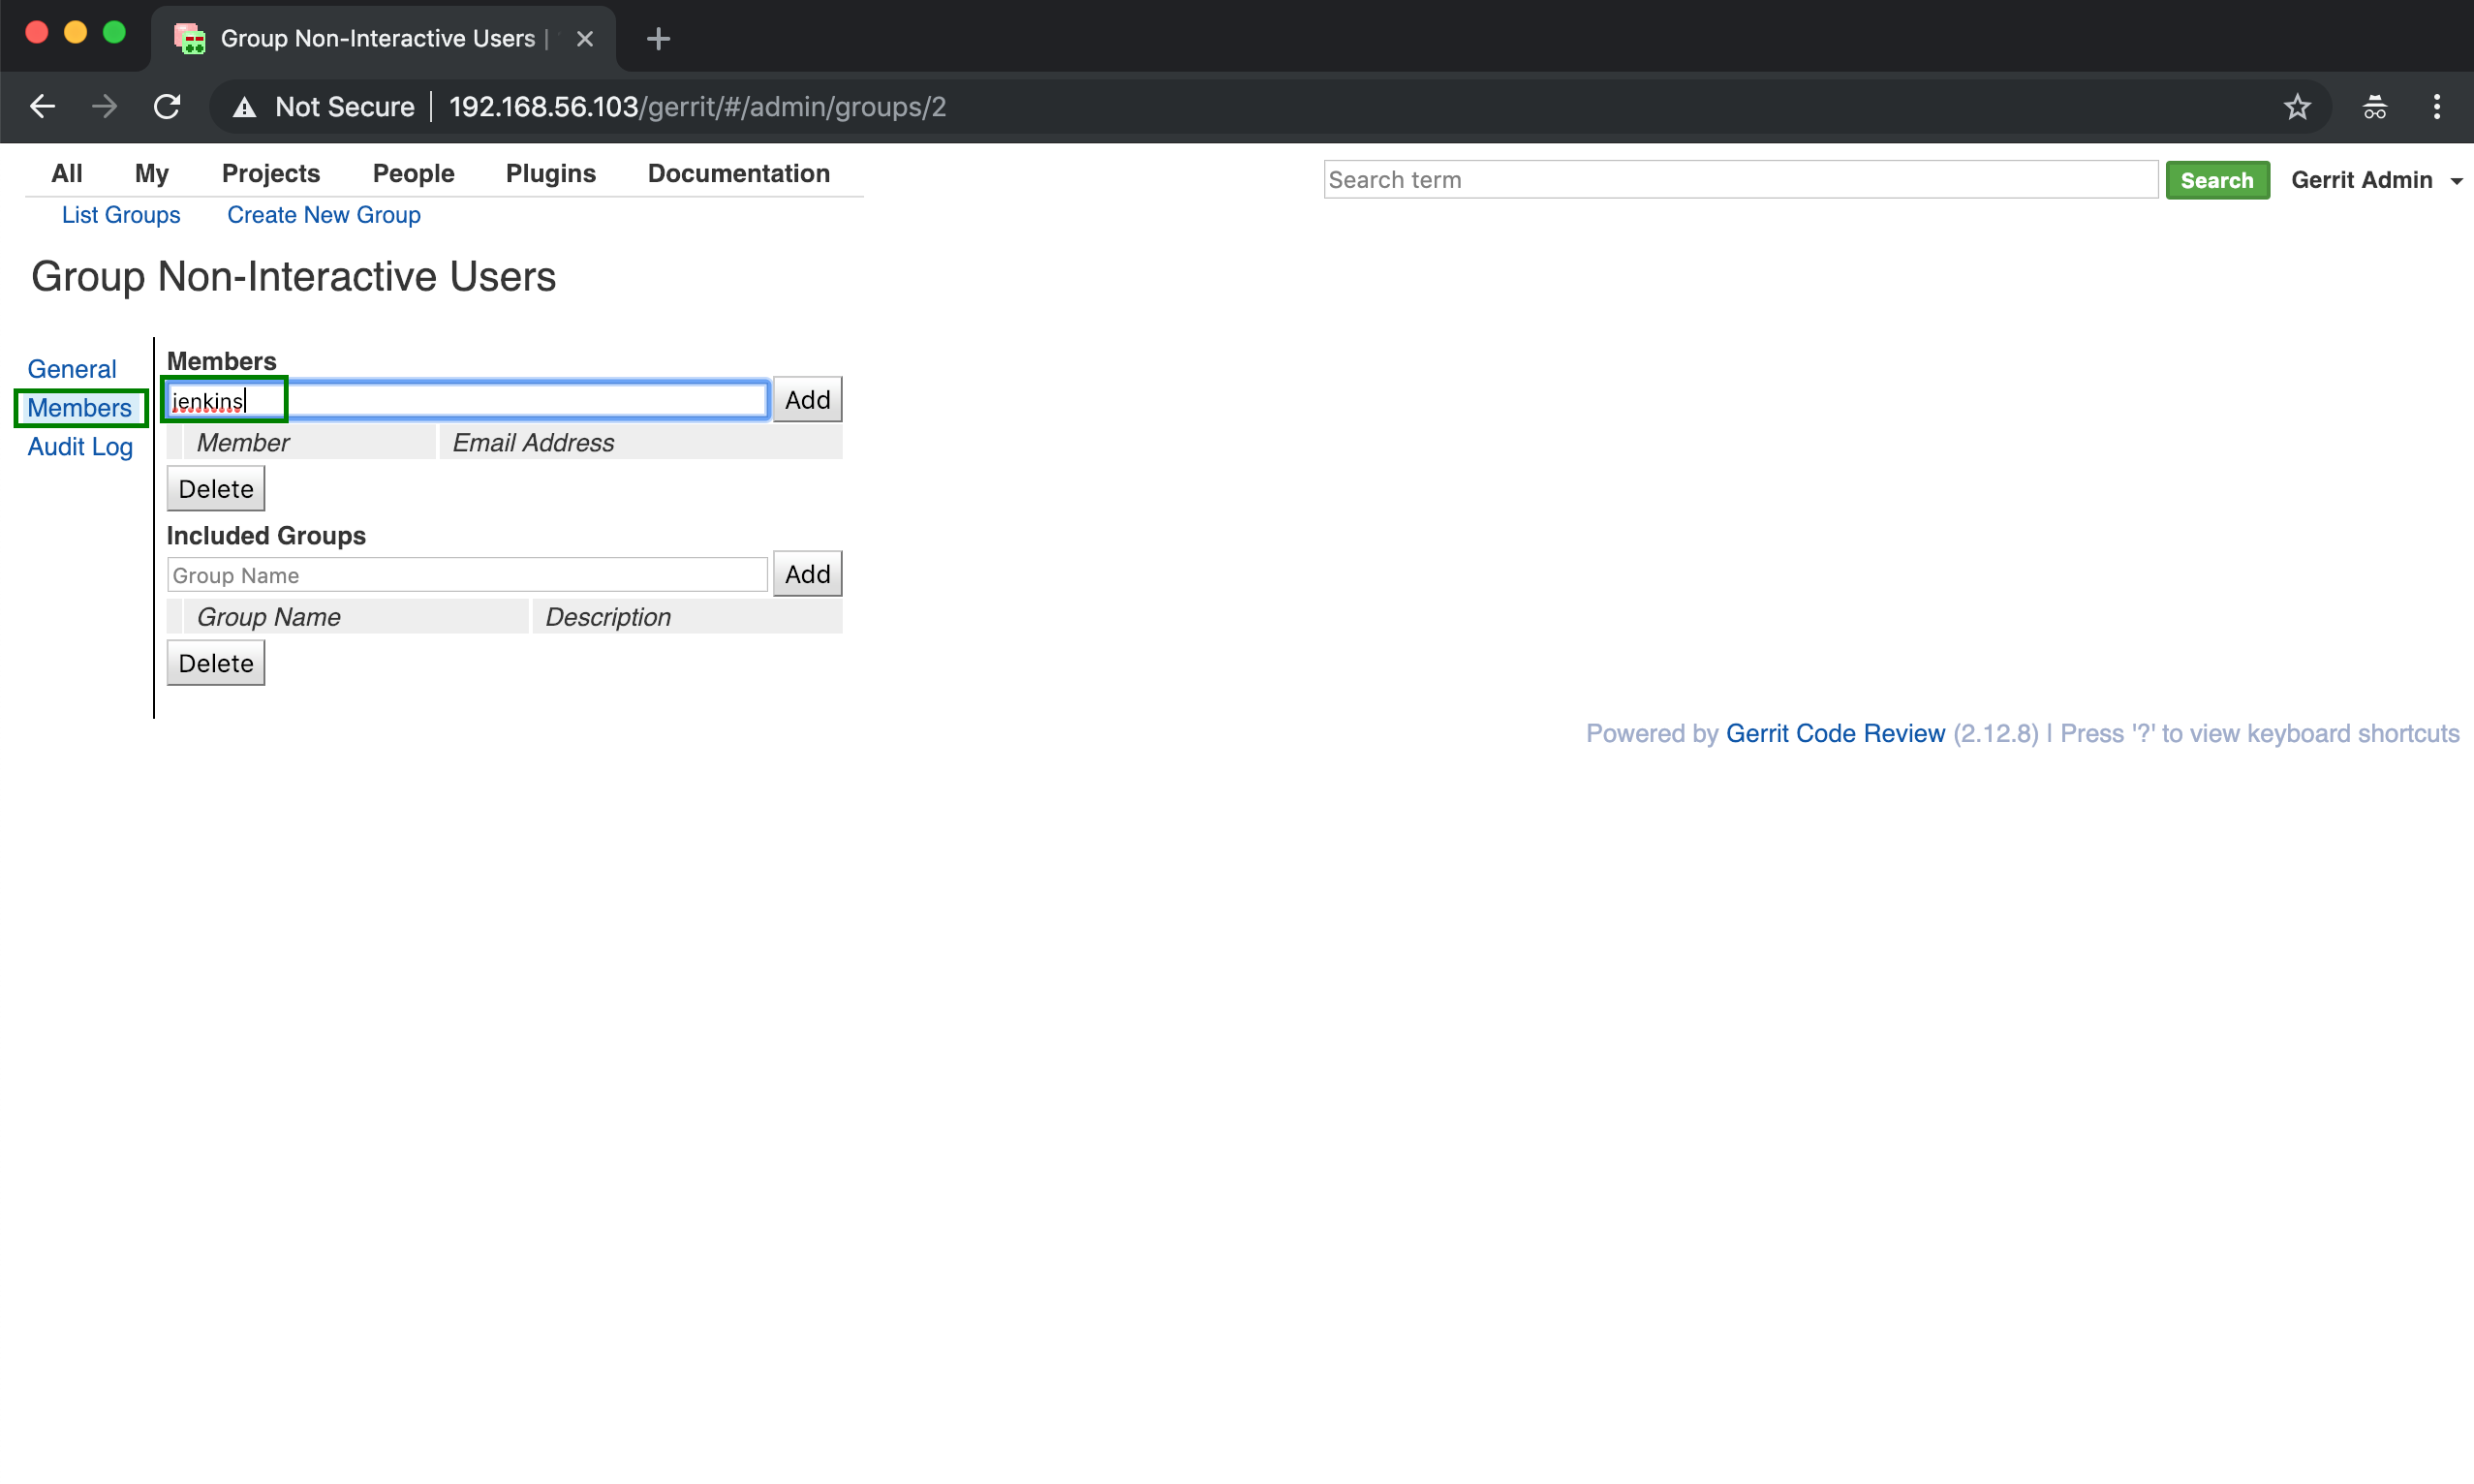 Group Non-Interactive Users |
Not Secure | 192.168.56.103/gerrit/#/admin/groups/2
All My Projects People Plugins Documentation
Search term Search Gerrit Admin
List Groups Create New Group
Group Non-Interactive Users
General
Members
Audit Log
Members
jenkins Add
Member Email Address
Delete
Included Groups
Group Name Add
Group Name Description
Delete
Powered by Gerrit Code Review (2.12.8) | Press '?' to view keyboard shortcuts